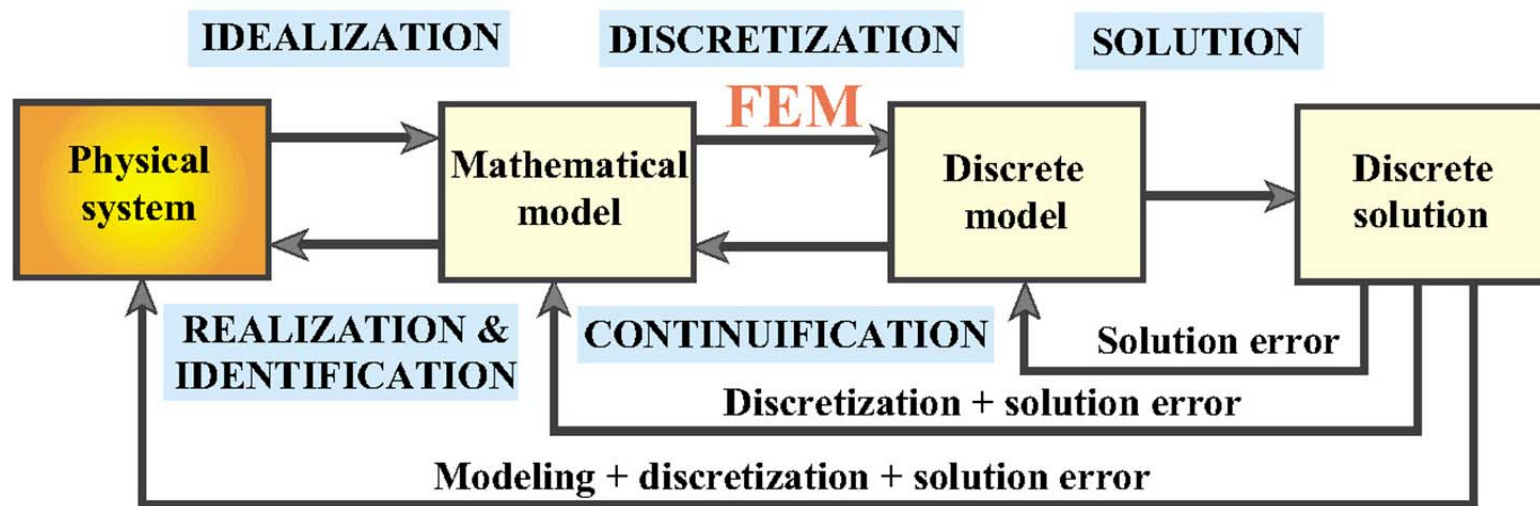 IDEALIZATION
DISCRETIZATION
SOLUTION
FEM
Physical
system
Mathematical
model
Discrete
model
Discrete
solution
REALIZATION &
IDENTIFICATION
CONTINUIFICATION
Solution error
Discretization + solution error
Modeling + discretization + solution error